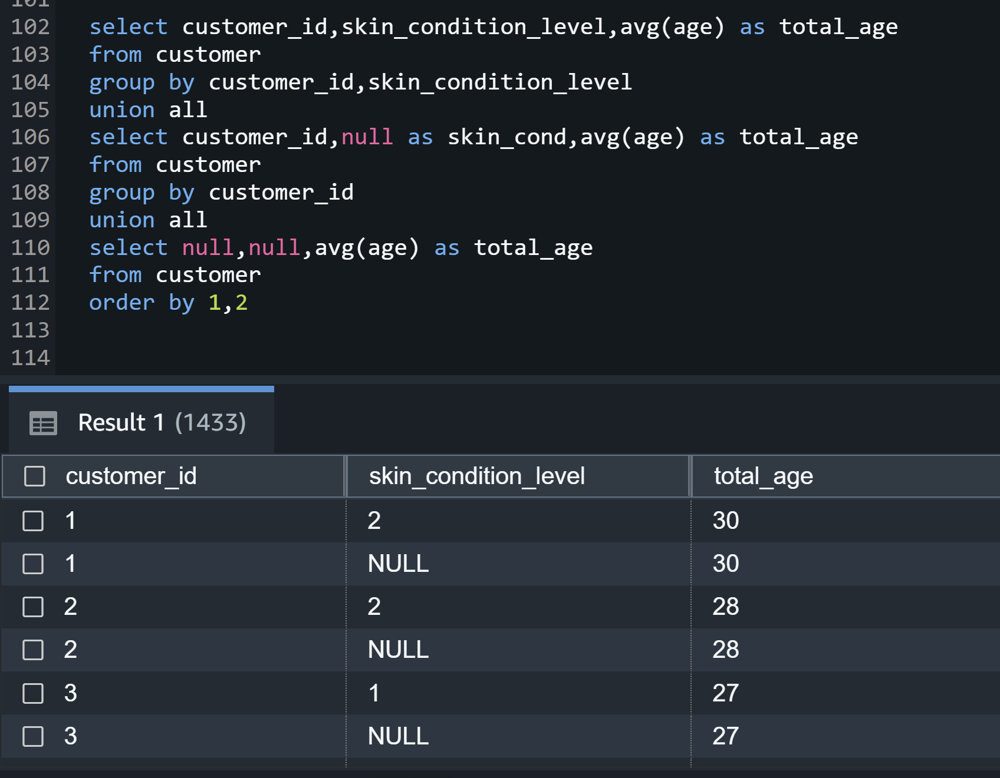 101
102 select customer_id,skin_condition_level,avg(age) as total_age
103 from customer
104 group by customer_id,skin_condition_level
105 union all
106 select customer_id,null as skin_cond,avg(age) as total_age
107 from customer
108 group by customer_id
109 union all
110 select null,null,avg(age) as total_age
111 from customer
112 order by 1,2
113
114
Result 1 (1433)
customer_id skin_condition_level total_age
1 2 30
1 NULL 30
2 2 28
2 NULL 28
3 1 27
3 NULL 27